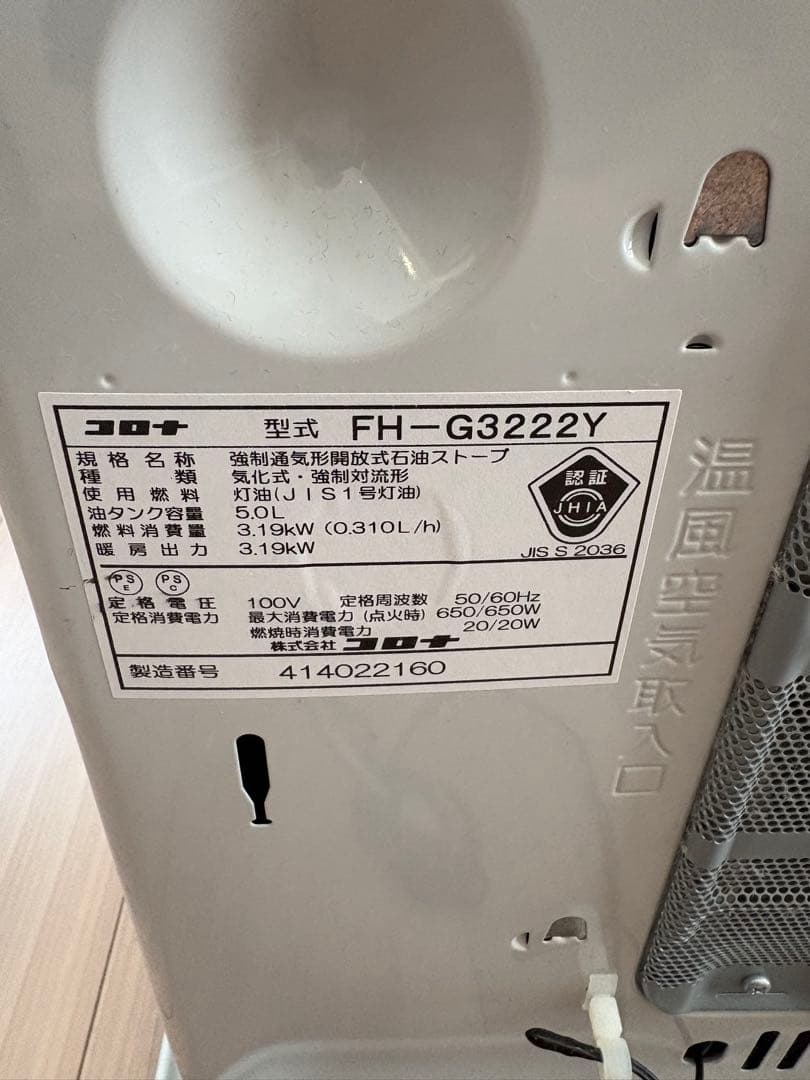 コロナ 型式 FH-G3222Y
規格名称 強制通気形開放式石油ストーブ
種類 気化式・強制対流形
使用燃料 灯油(JIS1号灯油)
油タンク容量 5.0L
燃料消費量 3.19kW (0.310L/h)
暖房出力 3.19kW
認証
JHIA
JIS S 2036
PS E PS C
定格電圧 100V 定格周波数 50/60Hz
定格消費電力 最大消費電力 (点火時) 650/650W
燃焼時消費電力 20/20W
株式会社 コロナ
製造番号 414022160
温風空気取入口